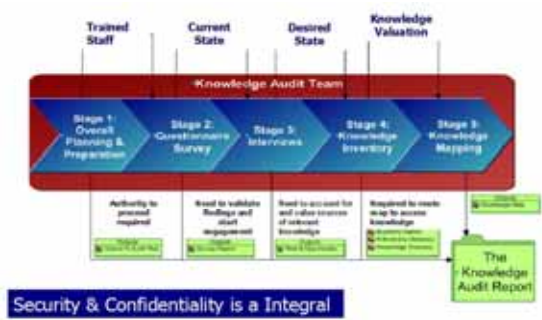 Trained
Staff
Current
State
Desired
State
Knowledge
Valuation
Knowledge Audit Team
Stage 1:
Overall
Planning &
Preparation
Stage 2:
Questionnaire
Survey
Stage 3:
Interviews
Stage 4:
Knowledge
Inventory
Stage 5:
Knowledge
Mapping
Authority to
proceed
required
Need to validate
findings and
start
engagement
Need to account for
and value sources
of relevant
knowledge
Required to create
map to access
knowledge
The
Knowledge
Audit Report
Security & Confidentiality is a Integral